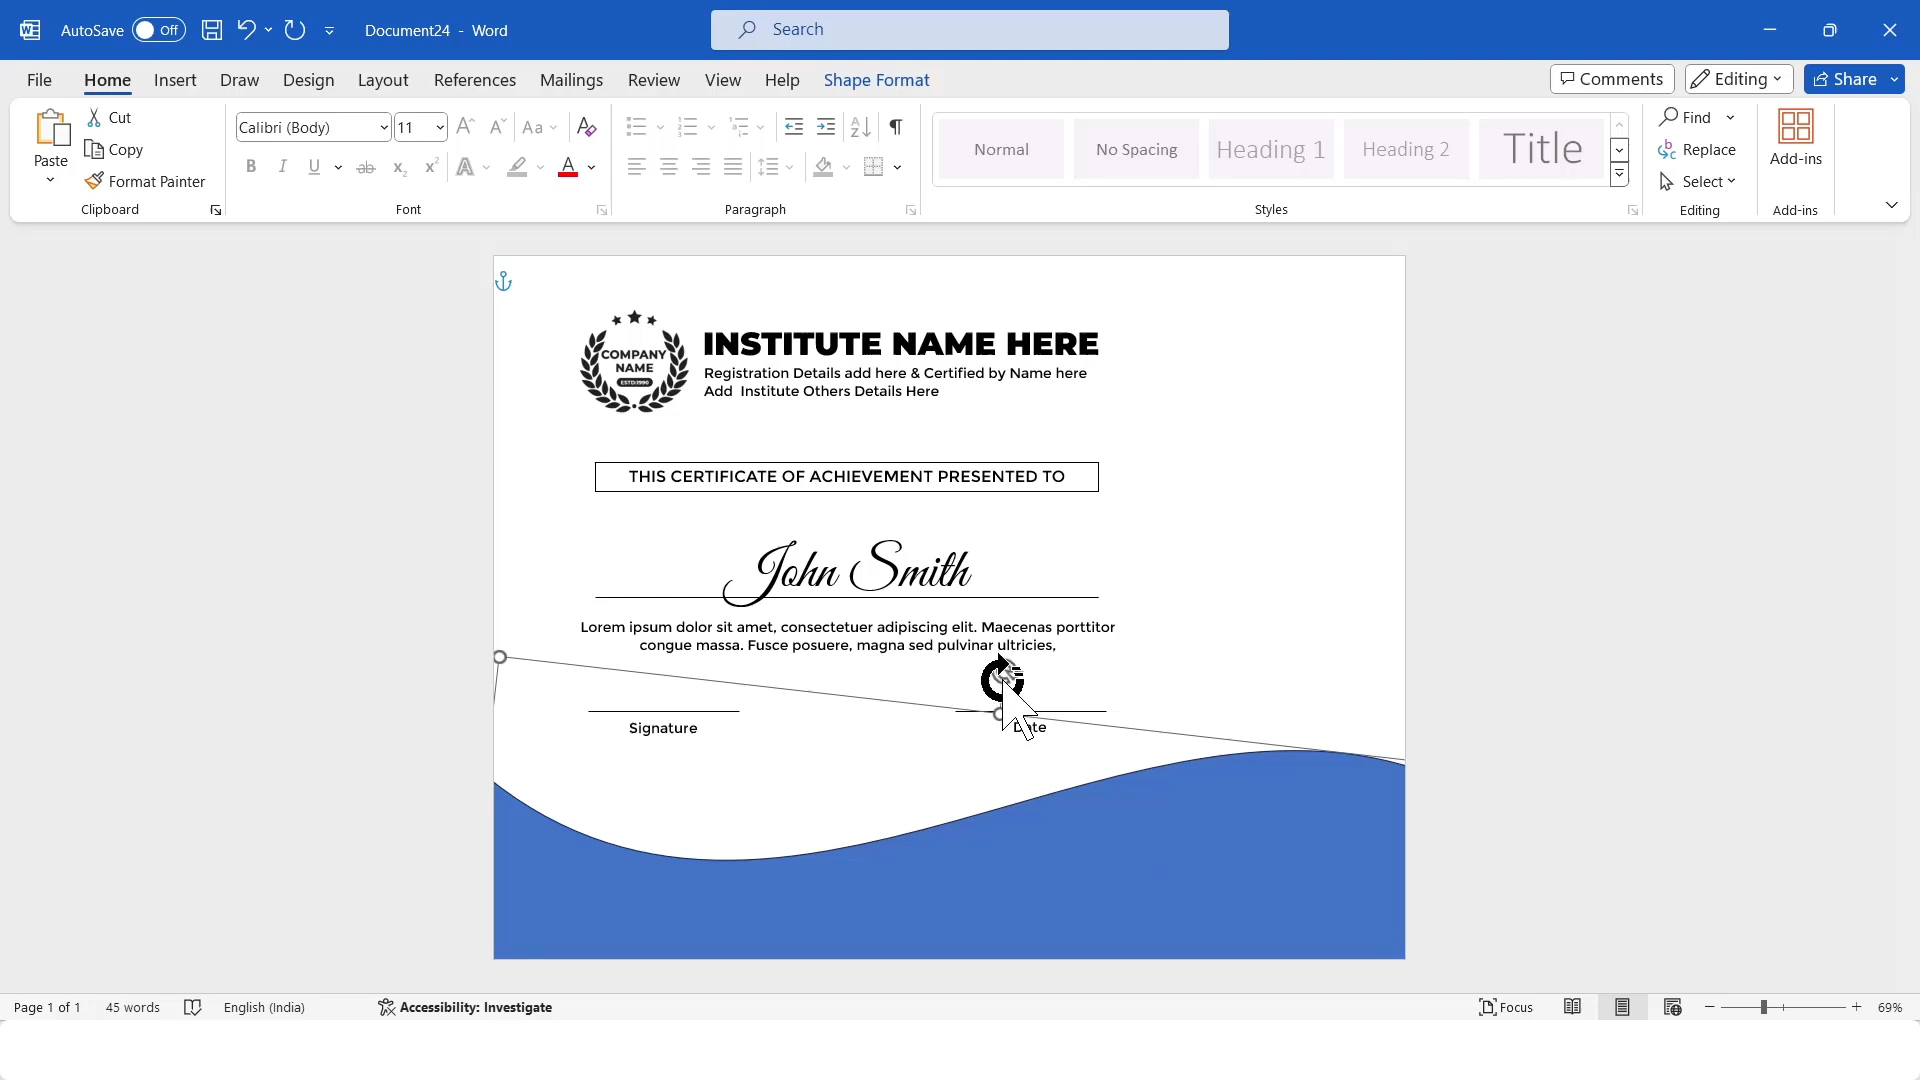 AutoSave Off Document24 - Word Search
File Home Insert Draw Design Layout References Mailings Review View Help Shape Format Comments Editing Share
Paste Cut Copy Format Painter Clipboard
Calibri (Body) 11 Aa Font
Paragraph
Normal No Spacing Heading 1 Heading 2 Title Styles
Find Replace Select Editing
Add-ins Add-ins
COMPANY
NAME
ESTD:1990
INSTITUTE NAME HERE
Registration Details add here & Certified by Name here
Add Institute Others Details Here
THIS CERTIFICATE OF ACHIEVEMENT PRESENTED TO
John Smith
Lorem ipsum dolor sit amet, consectetuer adipiscing elit. Maecenas porttitor
congue massa. Fusce posuere, magna sed pulvinar ultricies,
Signature Date
Page 1 of 1 45 words English (India) Accessibility: Investigate Focus 69%